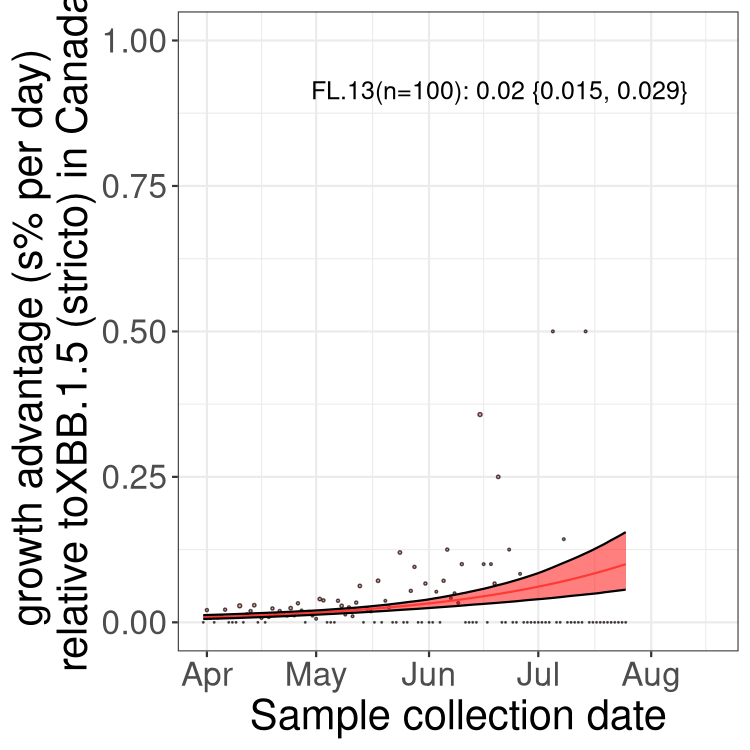 growth advantage (s% per day)
relative toXBB.1.5 (stricto) in Canada
1.00
0.75
0.50
0.25
0.00
FL.13(n=100): 0.02 {0.015, 0.029}
Apr May Jun Jul Aug
Sample collection date